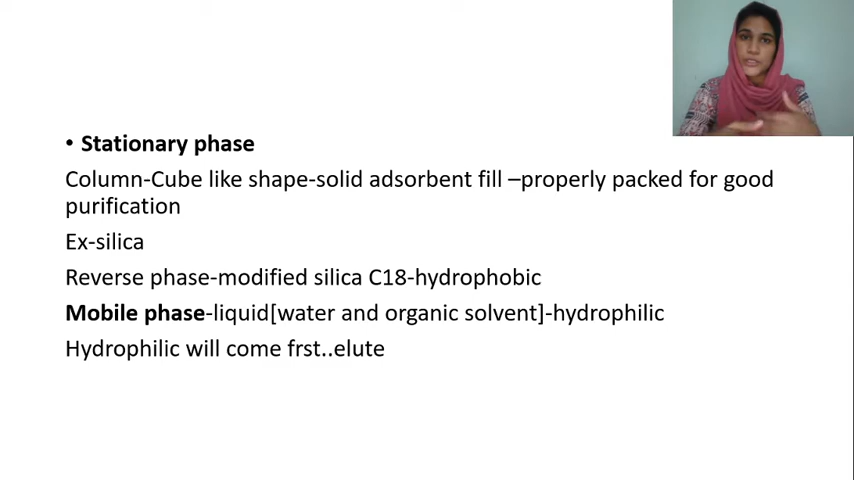 • Stationary phase
Column-Cube like shape-solid adsorbent fill –properly packed for good
purification
Ex-silica
Reverse phase-modified silica C18-hydrophobic
Mobile phase-liquid[water and organic solvent]-hydrophilic
Hydrophilic will come frst..elute